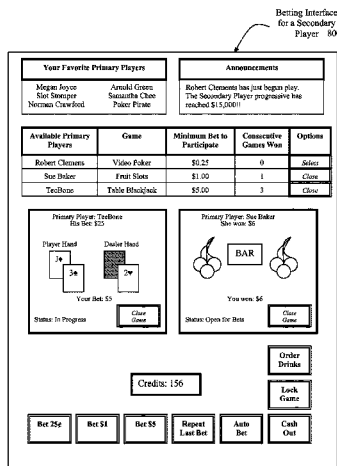 Betting Interface
for a Secondary
Player 800
Your Favorite Primary Players
Megan Joyce Arnold Green
Slot Stomper Samantha Chee
Norman Crawford Poker Pirate
Announcements
Robert Clemens has just begun play.
The Secondary Player progressive has
reached $15,000!!
Available Primary Players Game Minimum Bet to Participate Consecutive Games Won Options
Robert Clemens Video Poker $0.25 0 Select
Sue Baker Fruit Slots $1.00 1 Close
TeeBone Table Blackjack $5.00 3 Close
Primary Player: TeeBone
His Bet: $25
Player Hand Dealer Hand
3♠ 2♥
Your Bet: $5
Status: In Progress
Close
Game
Primary Player: Sue Baker
She won: $6
BAR
You won: $6
Status: Open for Bets
Close
Game
Order
Drinks
Credits: 156
Lock
Game
Bet 25¢ Bet $1 Bet $5 Repeat Last Bet Auto Bet Cash Out